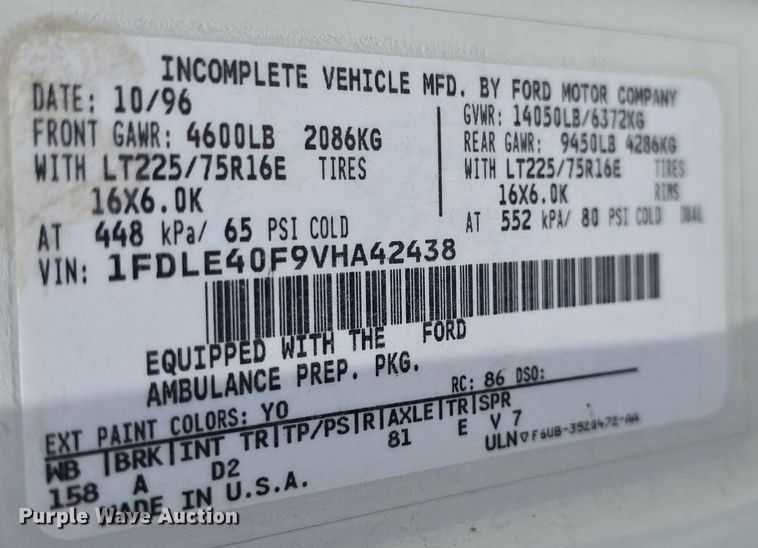 INCOMPLETE VEHICLE MFD. BY FORD MOTOR COMPANY
DATE: 10/96
GVWR: 14050LB/6372KG
FRONT GAWR: 4600LB 2086KG
REAR GAWR: 9450LB 4286KG
WITH LT225/75R16E TIRES
WITH LT225/75R16E TIRES
16X6.0K
16X6.0K RIMS
AT 448 kPa/ 65 PSI COLD
AT 552 kPa/ 80 PSI COLD DUAL
VIN: 1FDLE40F9VHA42438
EQUIPPED WITH THE FORD
AMBULANCE PREP. PKG.
RC: 86 DSO:
EXT PAINT COLORS: YO
WB |BRK|INT TR|TP/PS|R|AXLE|TR|SPR
158 A D2 81 E V 7
MADE IN U.S.A.
ULN ▽F6UB-3520472-AA
Purple Wave Auction